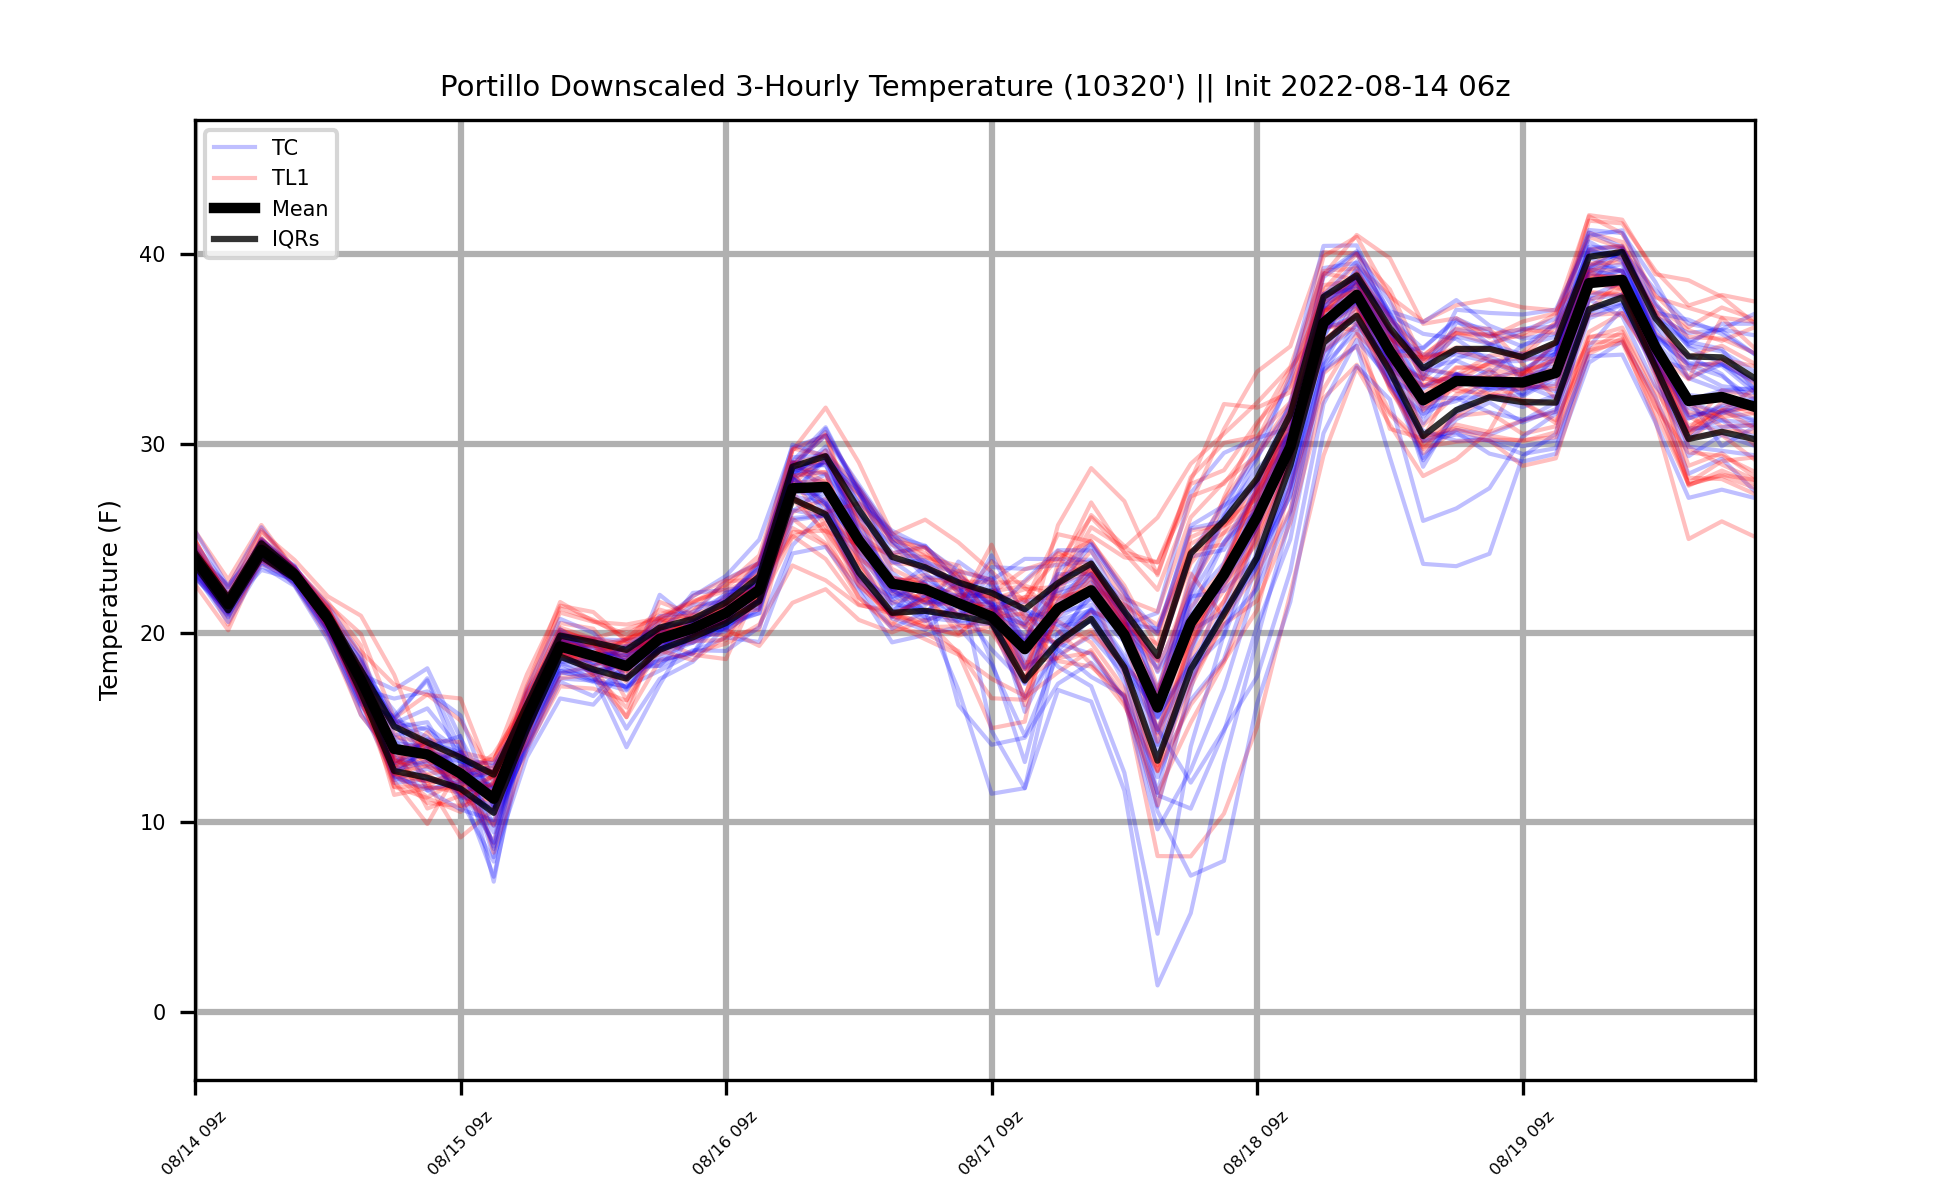 Portillo Downscaled 3-Hourly Temperature (10320') || Init 2022-08-14 06z
TC
TL1
Mean
IQRs
Temperature (F)
40
30
20
10
0
08/14 09z
08/15 09z
08/16 09z
08/17 09z
08/18 09z
08/19 09z